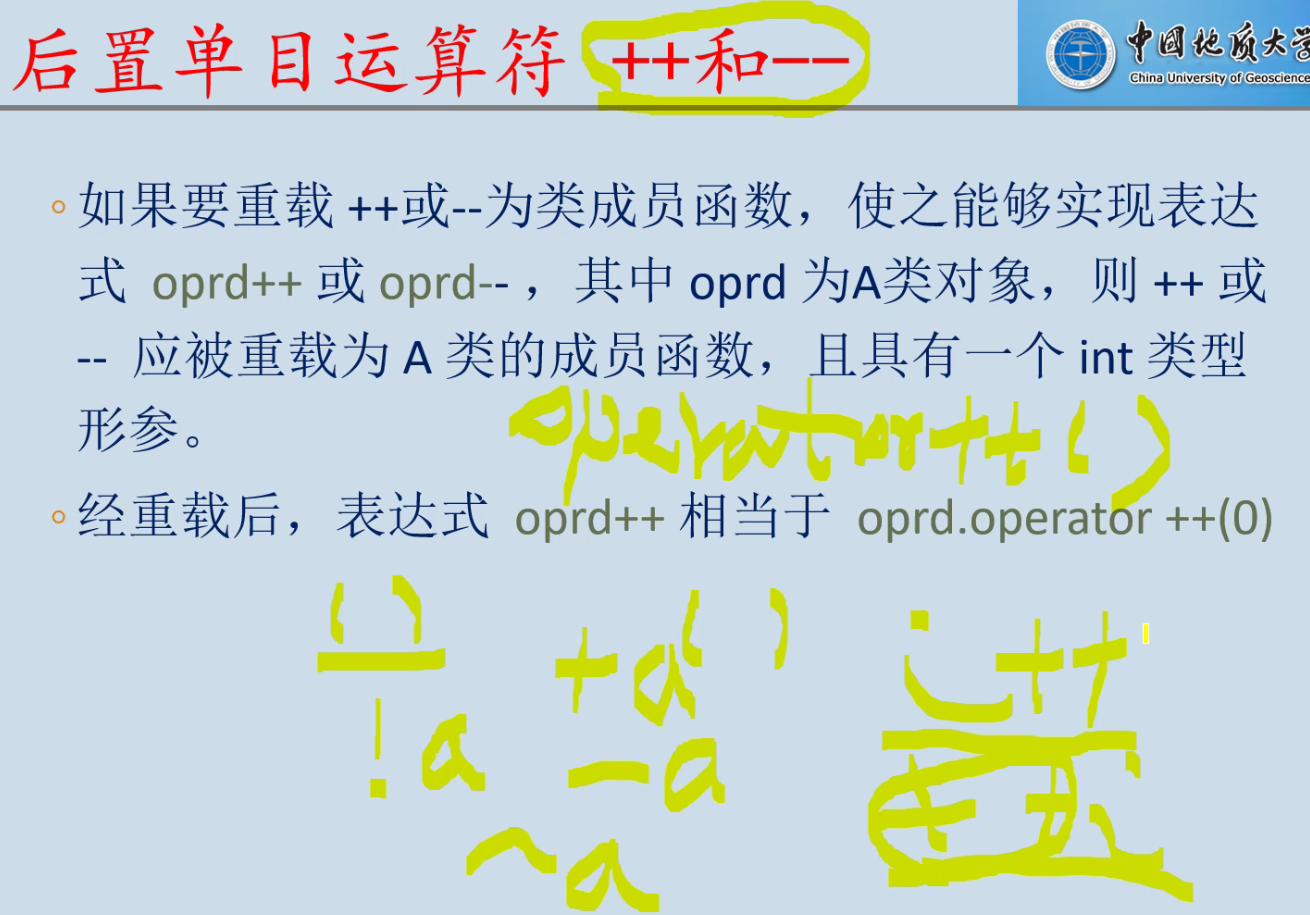 后置单目运算符 ++和--
中国地质大学
China University of Geoscience
◦如果要重载 ++或--为类成员函数，使之能够实现表达
式 oprd++ 或 oprd-- ，其中 oprd 为A类对象，则 ++ 或
-- 应被重载为 A 类的成员函数，且具有一个 int 类型
形参。
operator++( )
◦经重载后，表达式 oprd++ 相当于 oprd.operator ++(0)
( ) +a( ) i++
!a -a ++i
~a